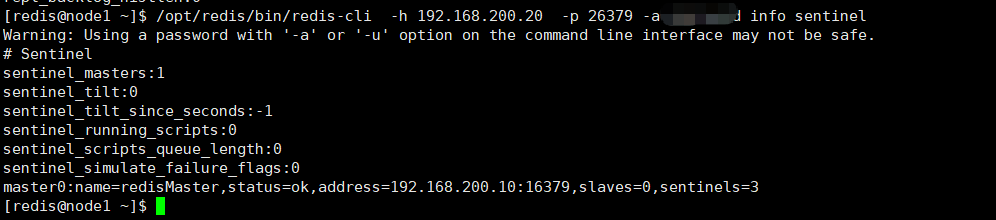 repl_backlog_histlen:0
[redis@node1 ~]$ /opt/redis/bin/redis-cli  -h 192.168.200.20  -p 26379 -a d info sentinel
Warning: Using a password with '-a' or '-u' option on the command line interface may not be safe.
# Sentinel
sentinel_masters:1
sentinel_tilt:0
sentinel_tilt_since_seconds:-1
sentinel_running_scripts:0
sentinel_scripts_queue_length:0
sentinel_simulate_failure_flags:0
master0:name=redisMaster,status=ok,address=192.168.200.10:16379,slaves=0,sentinels=3
[redis@node1 ~]$